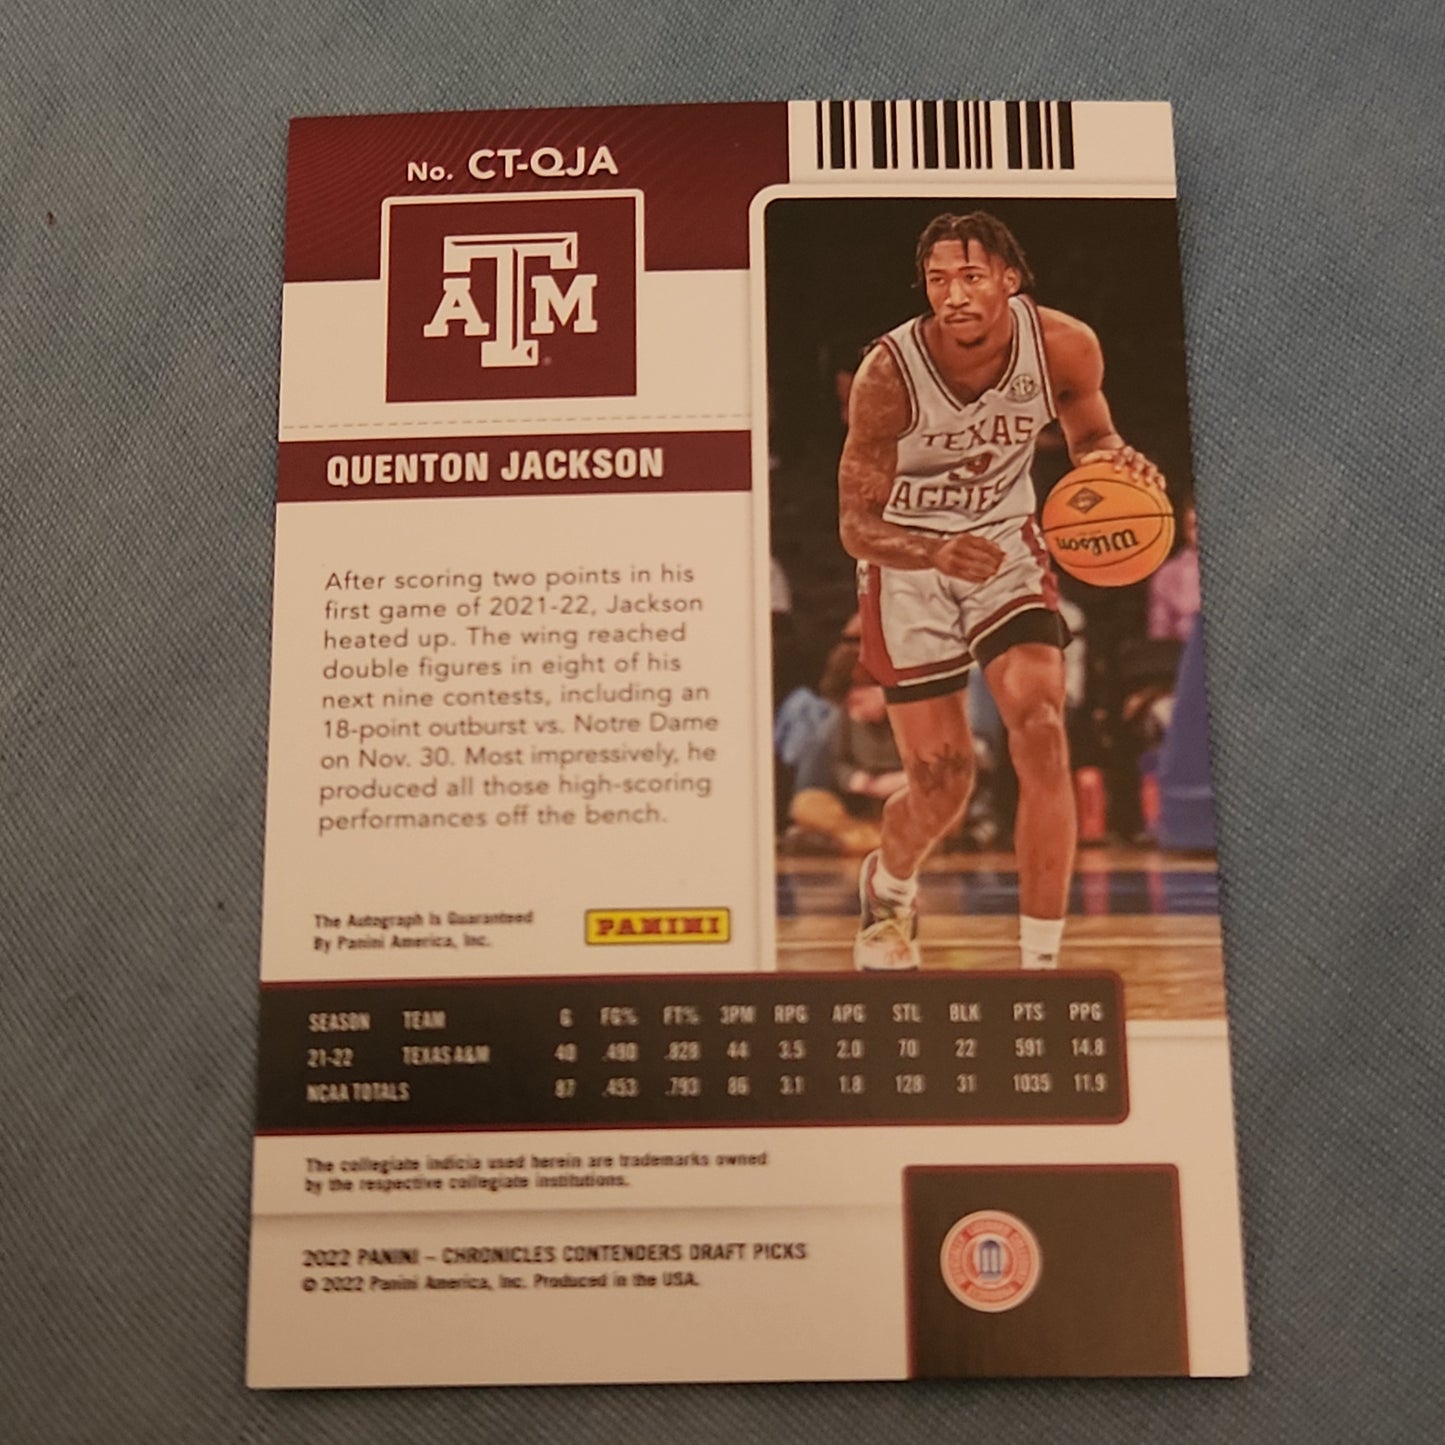 No. CT-QJA
ATM
QUENTON JACKSON
After scoring two points in his
first game of 2021-22, Jackson
heated up. The wing reached
double figures in eight of his
next nine contests, including an
18-point outburst vs. Notre Dame
on Nov. 30. Most impressively, he
produced all those high-scoring
performances off the bench.
The Autograph Is Guaranteed
By Panini America, Inc.
PANINI
TEXAS
3
AGGIES
Wilson
SEASON TEAM G FG% FT% 3PM RPG APG STL BLK PTS PPG
21-22 TEXAS A&M 40 .490 .828 44 3.5 2.0 70 22 591 14.8
NCAA TOTALS 87 .453 .793 86 3.1 1.8 128 31 1035 11.9
The collegiate indicia used herein are trademarks owned
by the respective collegiate institutions.
2022 PANINI – CHRONICLES CONTENDERS DRAFT PICKS
© 2022 Panini America, Inc. Produced in the USA.